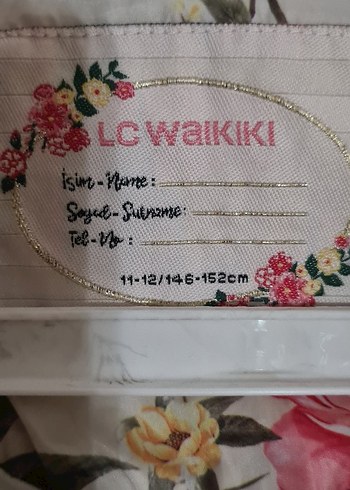 LC WAIKIKI
İsim-Name :
Soyad-Surname:
Tel-No :
11-12/146-152cm